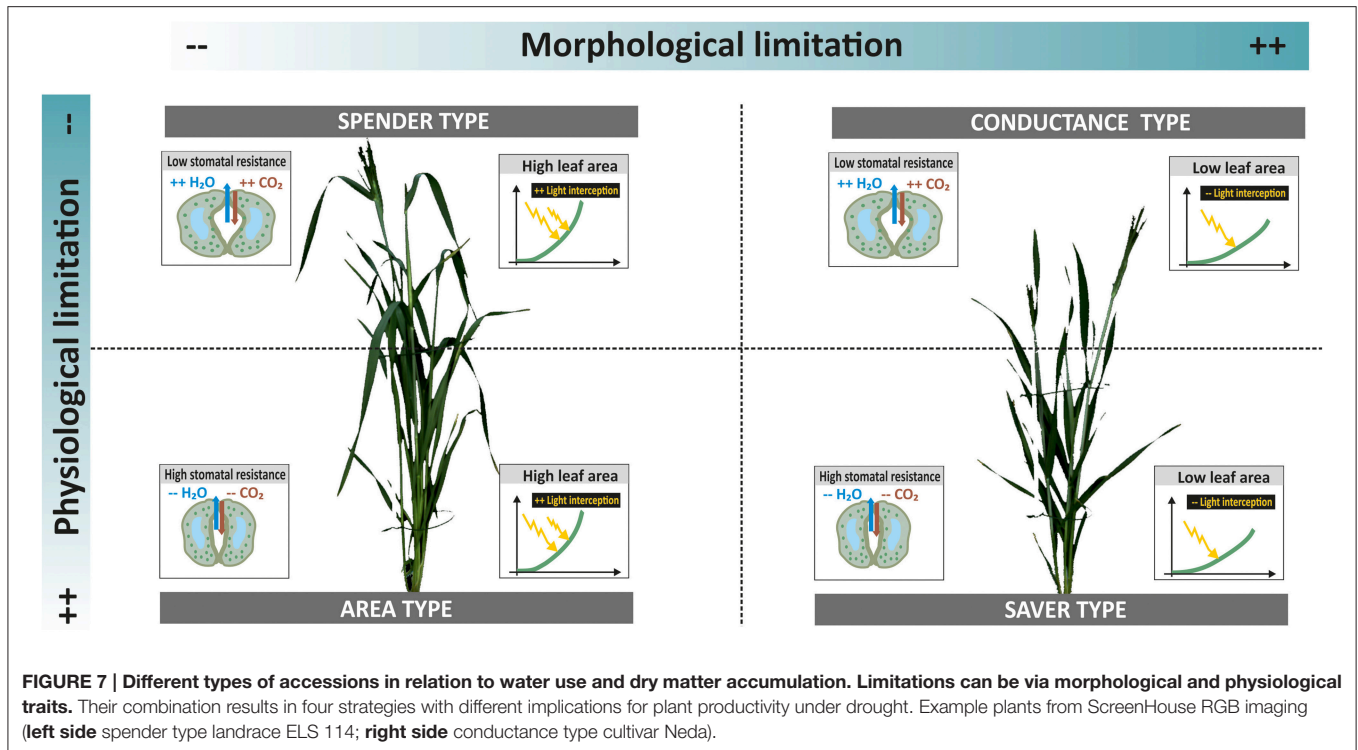 -- Morphological limitation ++
-- Physiological limitation ++
SPENDER TYPE
Low stomatal resistance
++ H₂O ++ CO₂
High leaf area
++ Light interception
CONDUCTANCE TYPE
Low stomatal resistance
++ H₂O ++ CO₂
Low leaf area
-- Light interception
High stomatal resistance
-- H₂O -- CO₂
High leaf area
++ Light interception
AREA TYPE
High stomatal resistance
-- H₂O -- CO₂
Low leaf area
-- Light interception
SAVER TYPE
FIGURE 7 | Different types of accessions in relation to water use and dry matter accumulation. Limitations can be via morphological and physiological
traits. Their combination results in four strategies with different implications for plant productivity under drought. Example plants from ScreenHouse RGB imaging
(left side spender type landrace ELS 114; right side conductance type cultivar Neda).